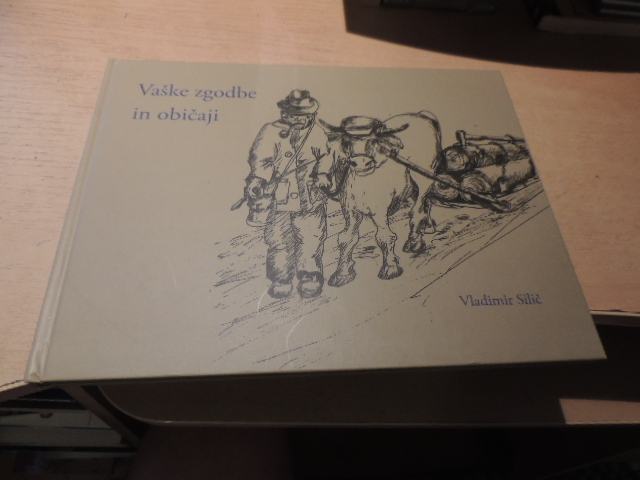 Vaške zgodbe
in običaji
Vladimir Silič